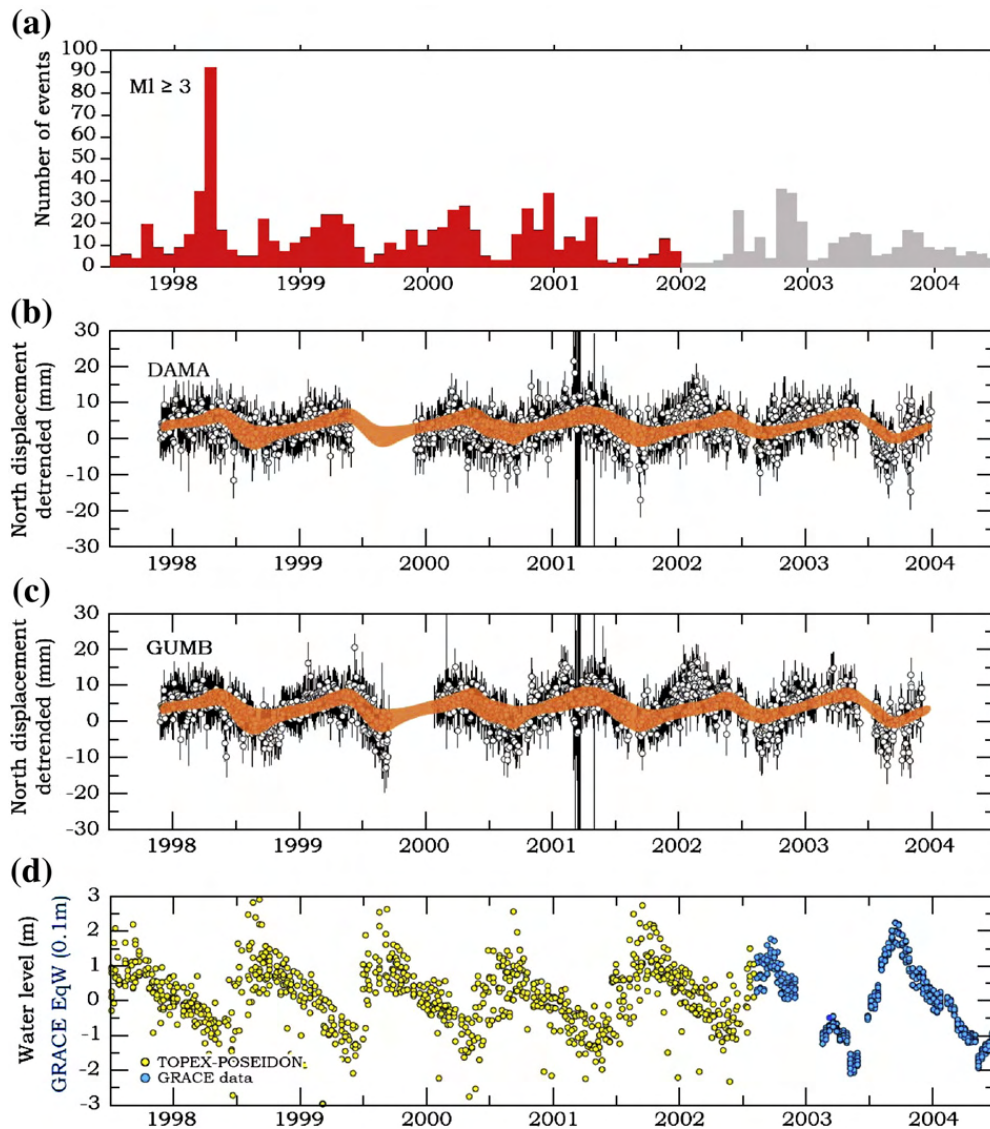 (a)
Number of events
100
90
80
70
60
50
40
30
20
10
0
Ml ≥ 3
1998 1999 2000 2001 2002 2003 2004
(b)
North displacement
detrended (mm)
30
20
10
0
-10
-20
-30
DAMA
1998 1999 2000 2001 2002 2003 2004
(c)
North displacement
detrended (mm)
30
20
10
0
-10
-20
-30
GUMB
1998 1999 2000 2001 2002 2003 2004
(d)
Water level (m)
GRACE EqW (0.1m)
3
2
1
0
-1
-2
-3
TOPEX-POSEIDON
GRACE data
1998 1999 2000 2001 2002 2003 2004